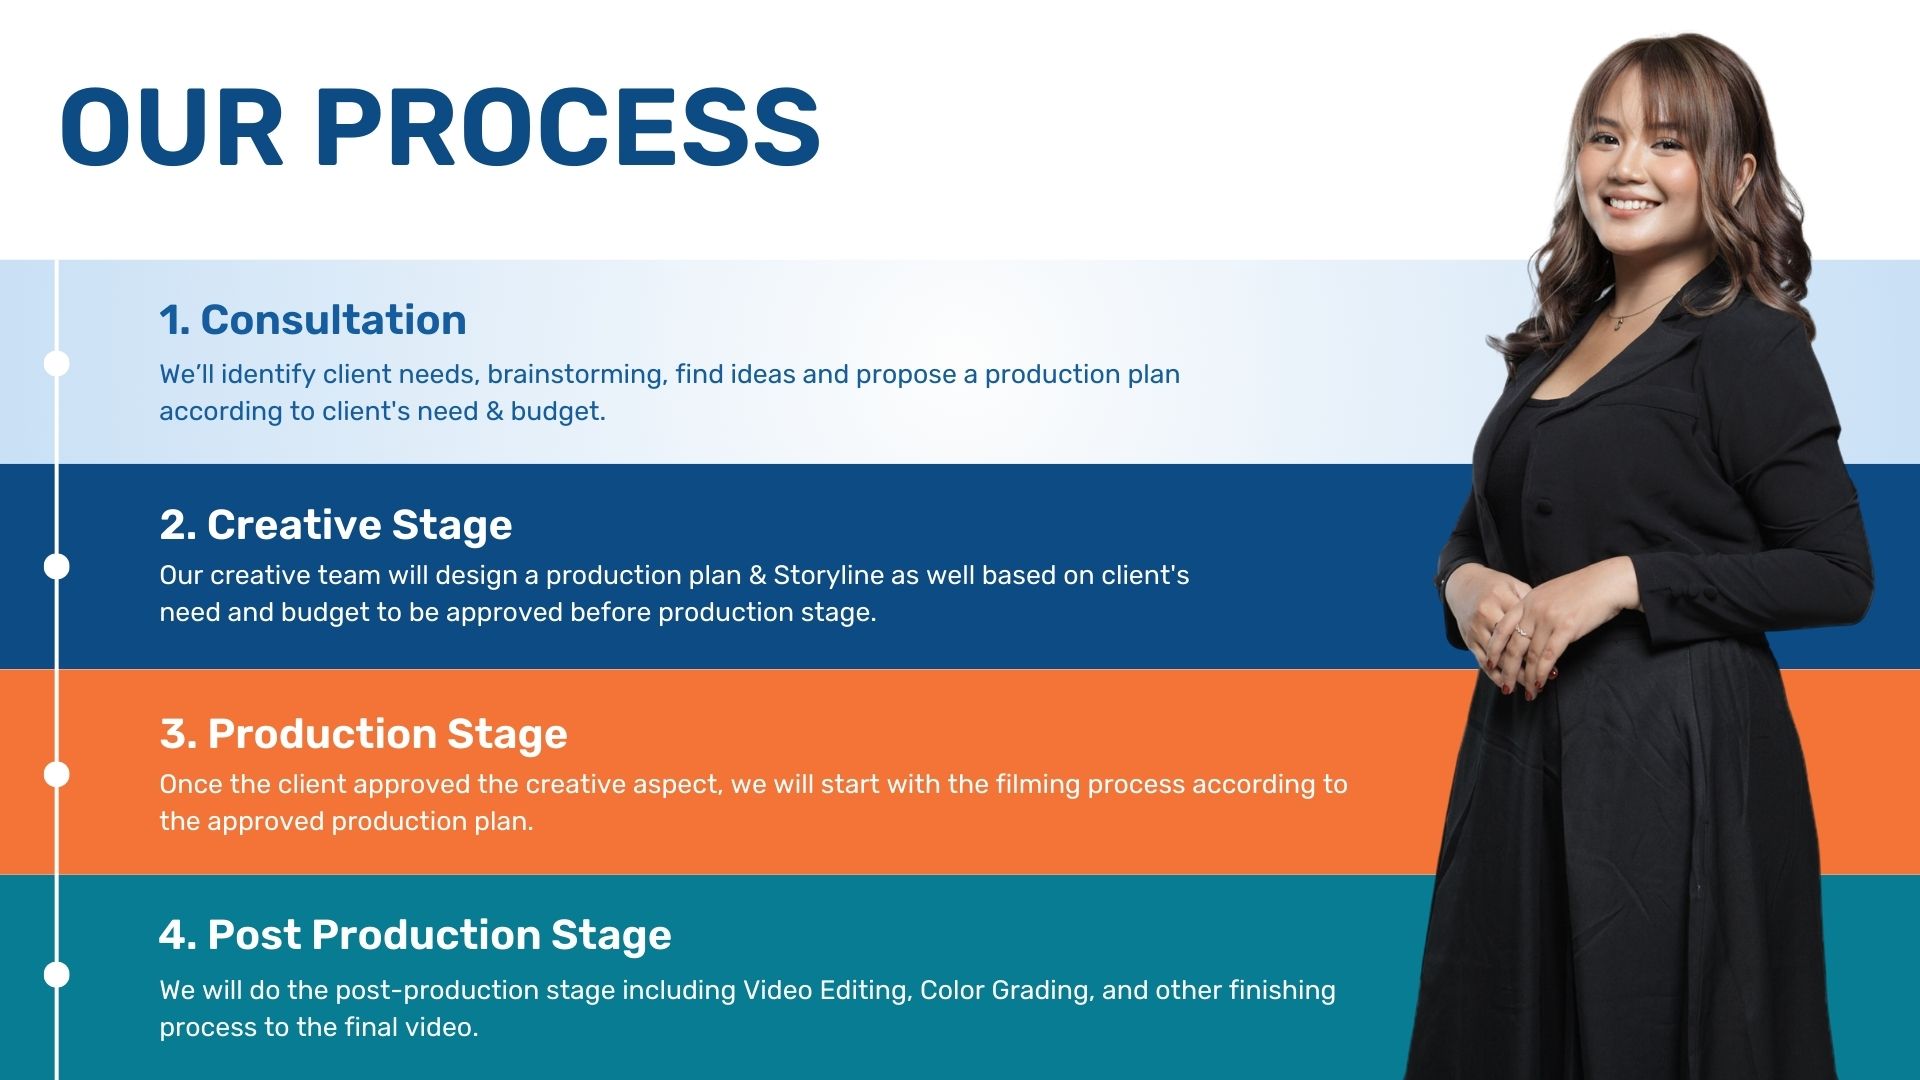 OUR PROCESS
1. Consultation
We’ll identify client needs, brainstorming, find ideas and propose a production plan
according to client's need & budget.
2. Creative Stage
Our creative team will design a production plan & Storyline as well based on client's
need and budget to be approved before production stage.
3. Production Stage
Once the client approved the creative aspect, we will start with the filming process according to
the approved production plan.
4. Post Production Stage
We will do the post-production stage including Video Editing, Color Grading, and other finishing
process to the final video.